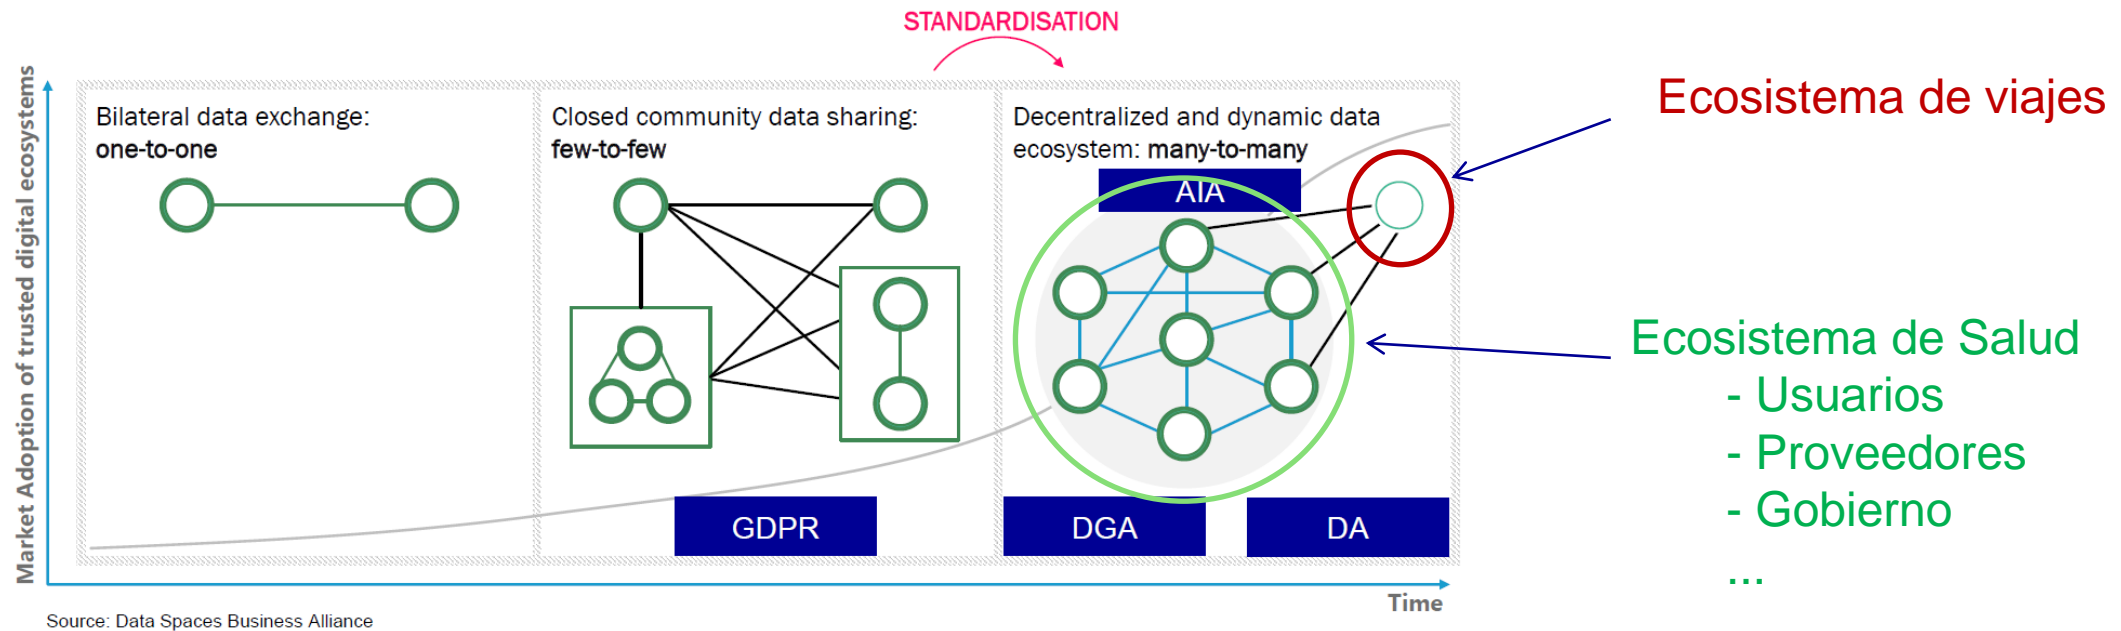 STANDARDISATION
Market Adoption of trusted digital ecosystems
Bilateral data exchange:
one-to-one
Closed community data sharing:
few-to-few
Decentralized and dynamic data
ecosystem: many-to-many
AIA
GDPR
DGA
DA
Time
Source: Data Spaces Business Alliance
Ecosistema de viajes
Ecosistema de Salud
- Usuarios
- Proveedores
- Gobierno
...